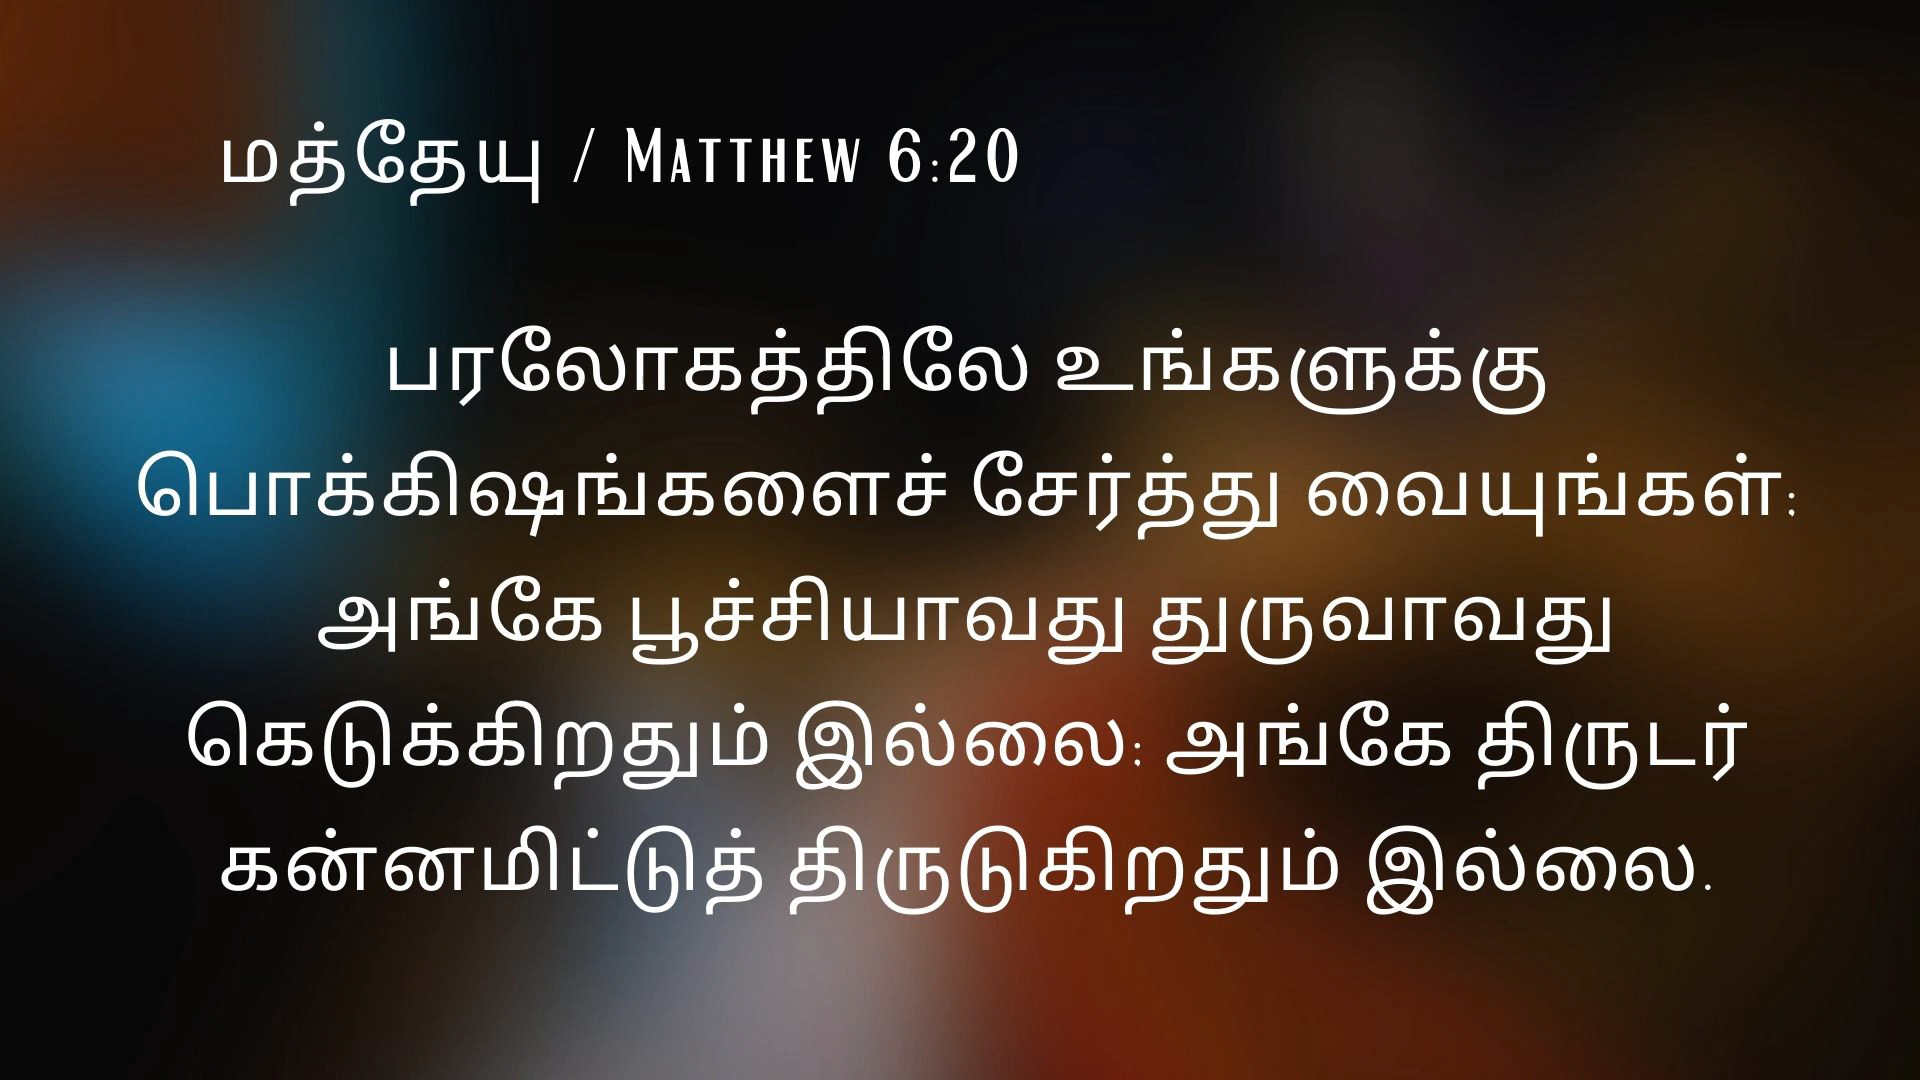 மத்தேயு / Matthew 6:20
பரலோகத்திலே உங்களுக்கு
பொக்கிஷங்களைச் சேர்த்து வையுங்கள்;
அங்கே பூச்சியாவது துருவாவது
கெடுக்கிறதும் இல்லை; அங்கே திருடர்
கன்னமிட்டுத் திருடுகிறதும் இல்லை.